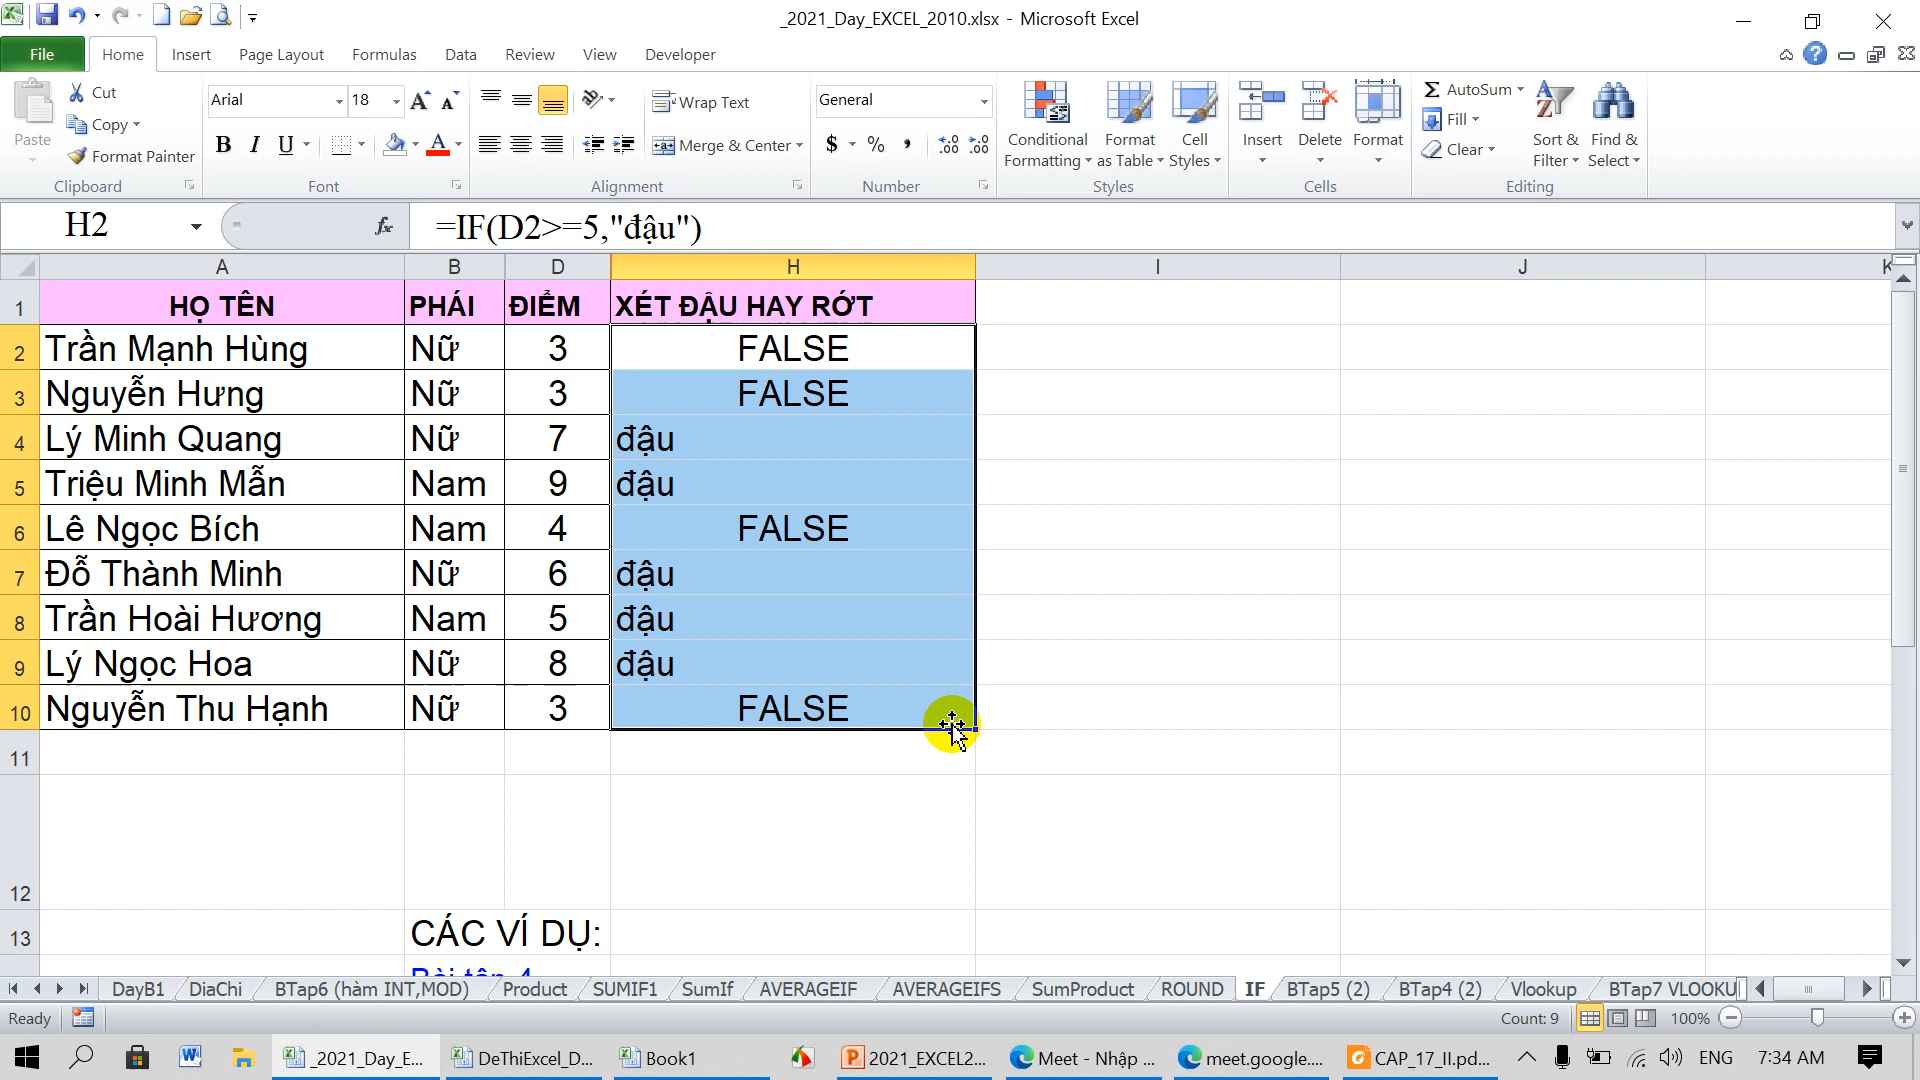 _2021_Day_EXCEL_2010.xlsx - Microsoft Excel
File Home Insert Page Layout Formulas Data Review View Developer
Cut
Copy
Format Painter
Paste
Clipboard
Arial 18
B I U
Font
Wrap Text
Merge & Center
Alignment
General
$ % ,
Number
Conditional Formatting
Format as Table
Cell Styles
Styles
Insert Delete Format
Cells
AutoSum
Fill
Clear
Sort & Filter
Find & Select
Editing
H2 fx =IF(D2>=5,"đậu")
A B D H I J K
1 HỌ TÊN PHÁI ĐIỂM XÉT ĐẬU HAY RỚT
2 Trần Mạnh Hùng Nữ 3 FALSE
3 Nguyễn Hưng Nữ 3 FALSE
4 Lý Minh Quang Nữ 7 đậu
5 Triệu Minh Mẫn Nam 9 đậu
6 Lê Ngọc Bích Nam 4 FALSE
7 Đỗ Thành Minh Nữ 6 đậu
8 Trần Hoài Hương Nam 5 đậu
9 Lý Ngọc Hoa Nữ 8 đậu
10 Nguyễn Thu Hạnh Nữ 3 FALSE
11
12
13 CÁC VÍ DỤ:
DayB1 DiaChi BTap6 (hàm INT,MOD) Product SUMIF1 SumIf AVERAGEIF AVERAGEIFS SumProduct ROUND IF BTap5 (2) BTap4 (2) Vlookup BTap7 VLOOKU
Ready Count: 9 100%
_2021_Day_E... DeThiExcel_D... Book1 2021_EXCEL2... Meet - Nhập ... meet.google.... CAP_17_II.pd... ENG 7:34 AM